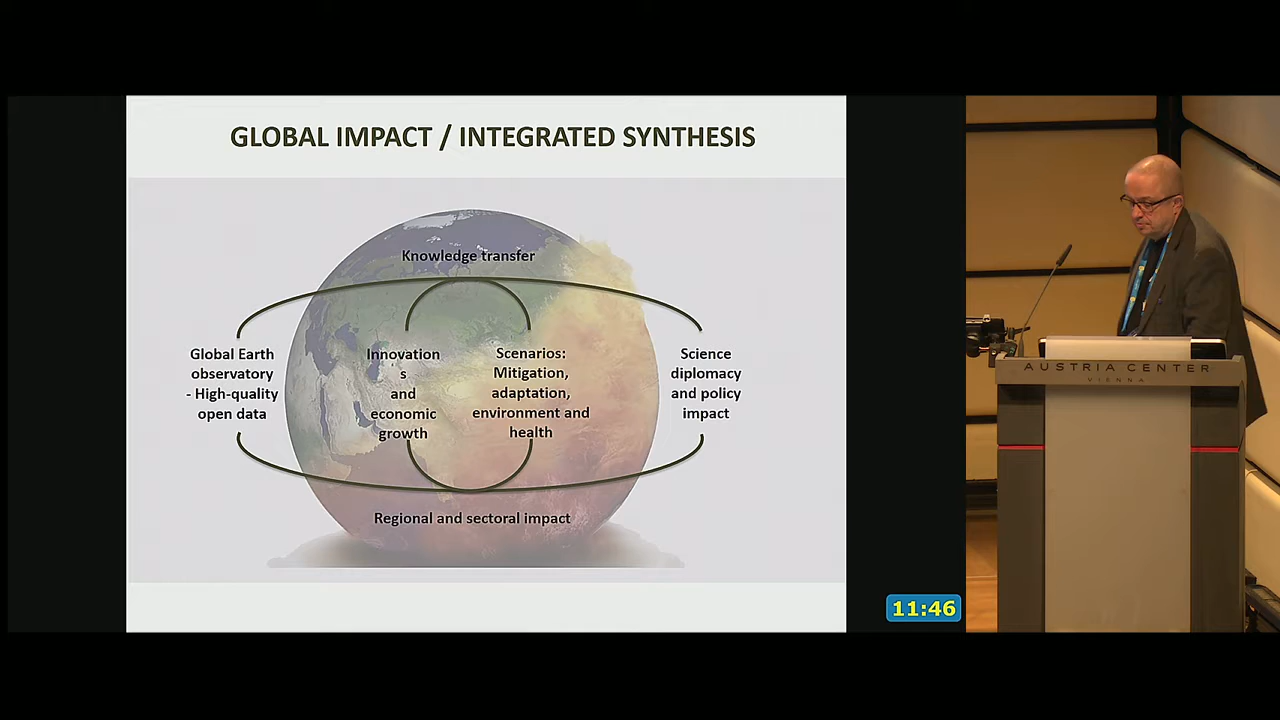 GLOBAL IMPACT / INTEGRATED SYNTHESIS
Knowledge transfer
Global Earth
observatory
- High-quality
open data
Innovation
s
and
economic
growth
Scenarios:
Mitigation,
adaptation,
environment and
health
Science
diplomacy
and policy
impact
Regional and sectoral impact
11:46
AUSTRIA CENTER
VIENNA